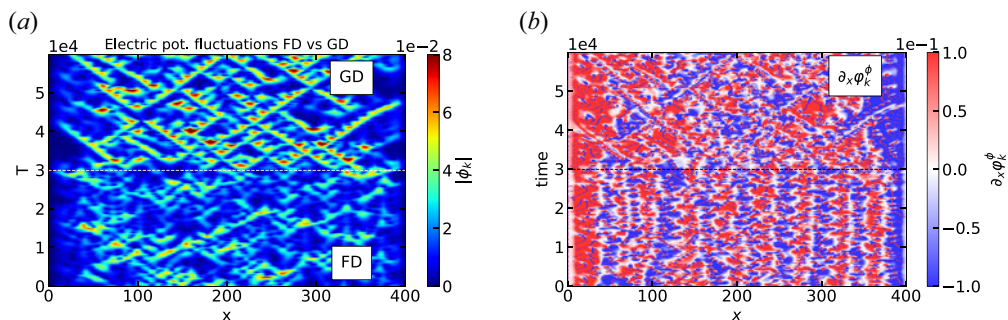 (a)
Electric pot. fluctuations FD vs GD
1e4
1e−2
GD
FD
5
4
3
2
1
0
T
0
100
200
300
400
x
8
6
4
2
0
|ϕk|
(b)
1e4
1e−1
∂xφkϕ
5
4
3
2
1
0
time
0
100
200
300
400
x
1.0
0.5
0.0
−0.5
−1.0
∂xφkϕ